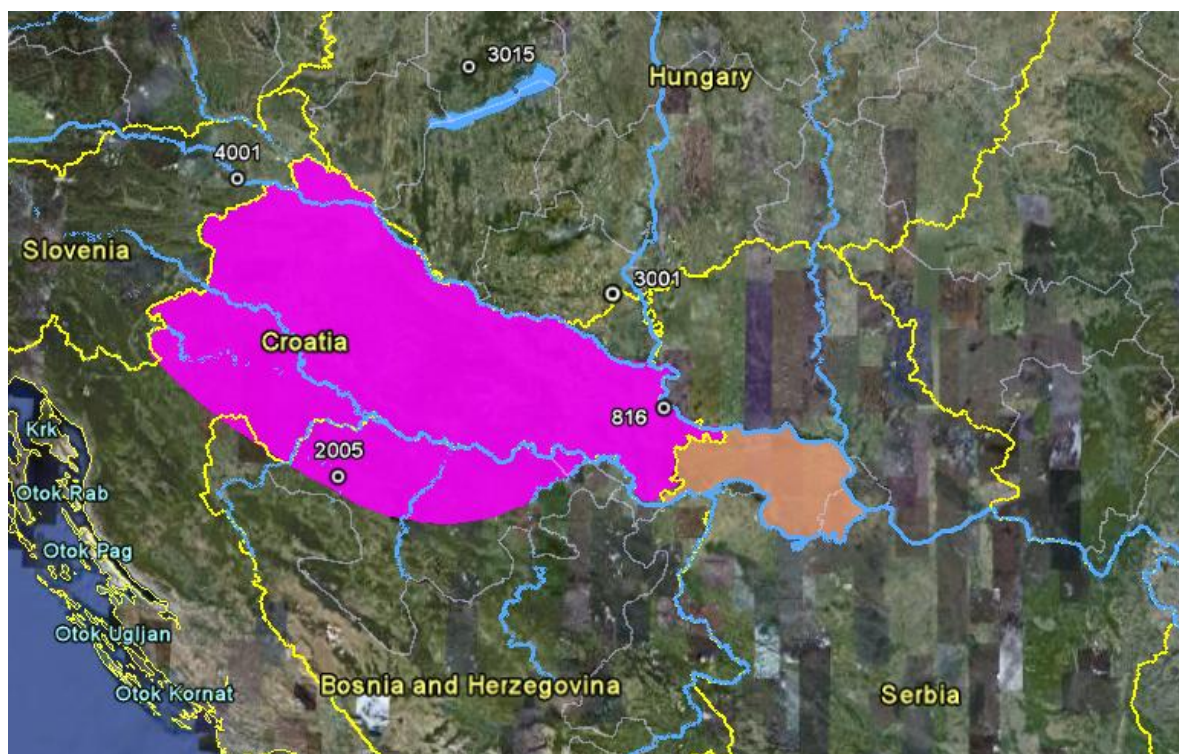 3015
Hungary
4001
Slovenia
3001
Croatia
816
Krk
2005
Otok Rab
Otok Pag
Otok Ugljan
Otok Kornat
Bosnia and Herzegovina
Serbia